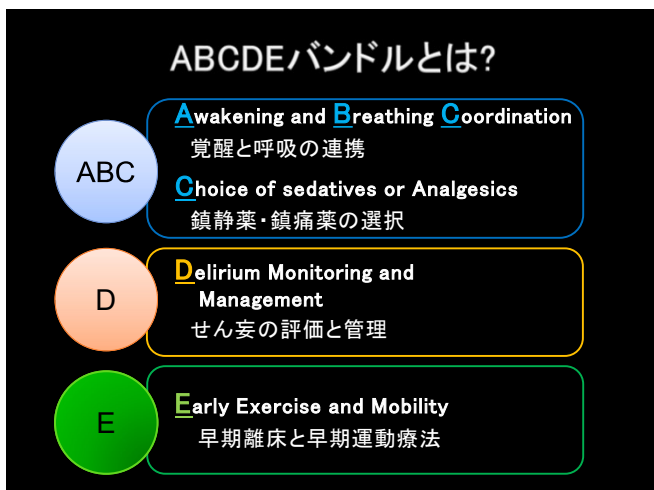 ABCDEバンドルとは?
ABC
Awakening and Breathing Coordination
覚醒と呼吸の連携
Choice of sedatives or Analgesics
鎮静薬・鎮痛薬の選択
D
Delirium Monitoring and
Management
せん妄の評価と管理
E
Early Exercise and Mobility
早期離床と早期運動療法